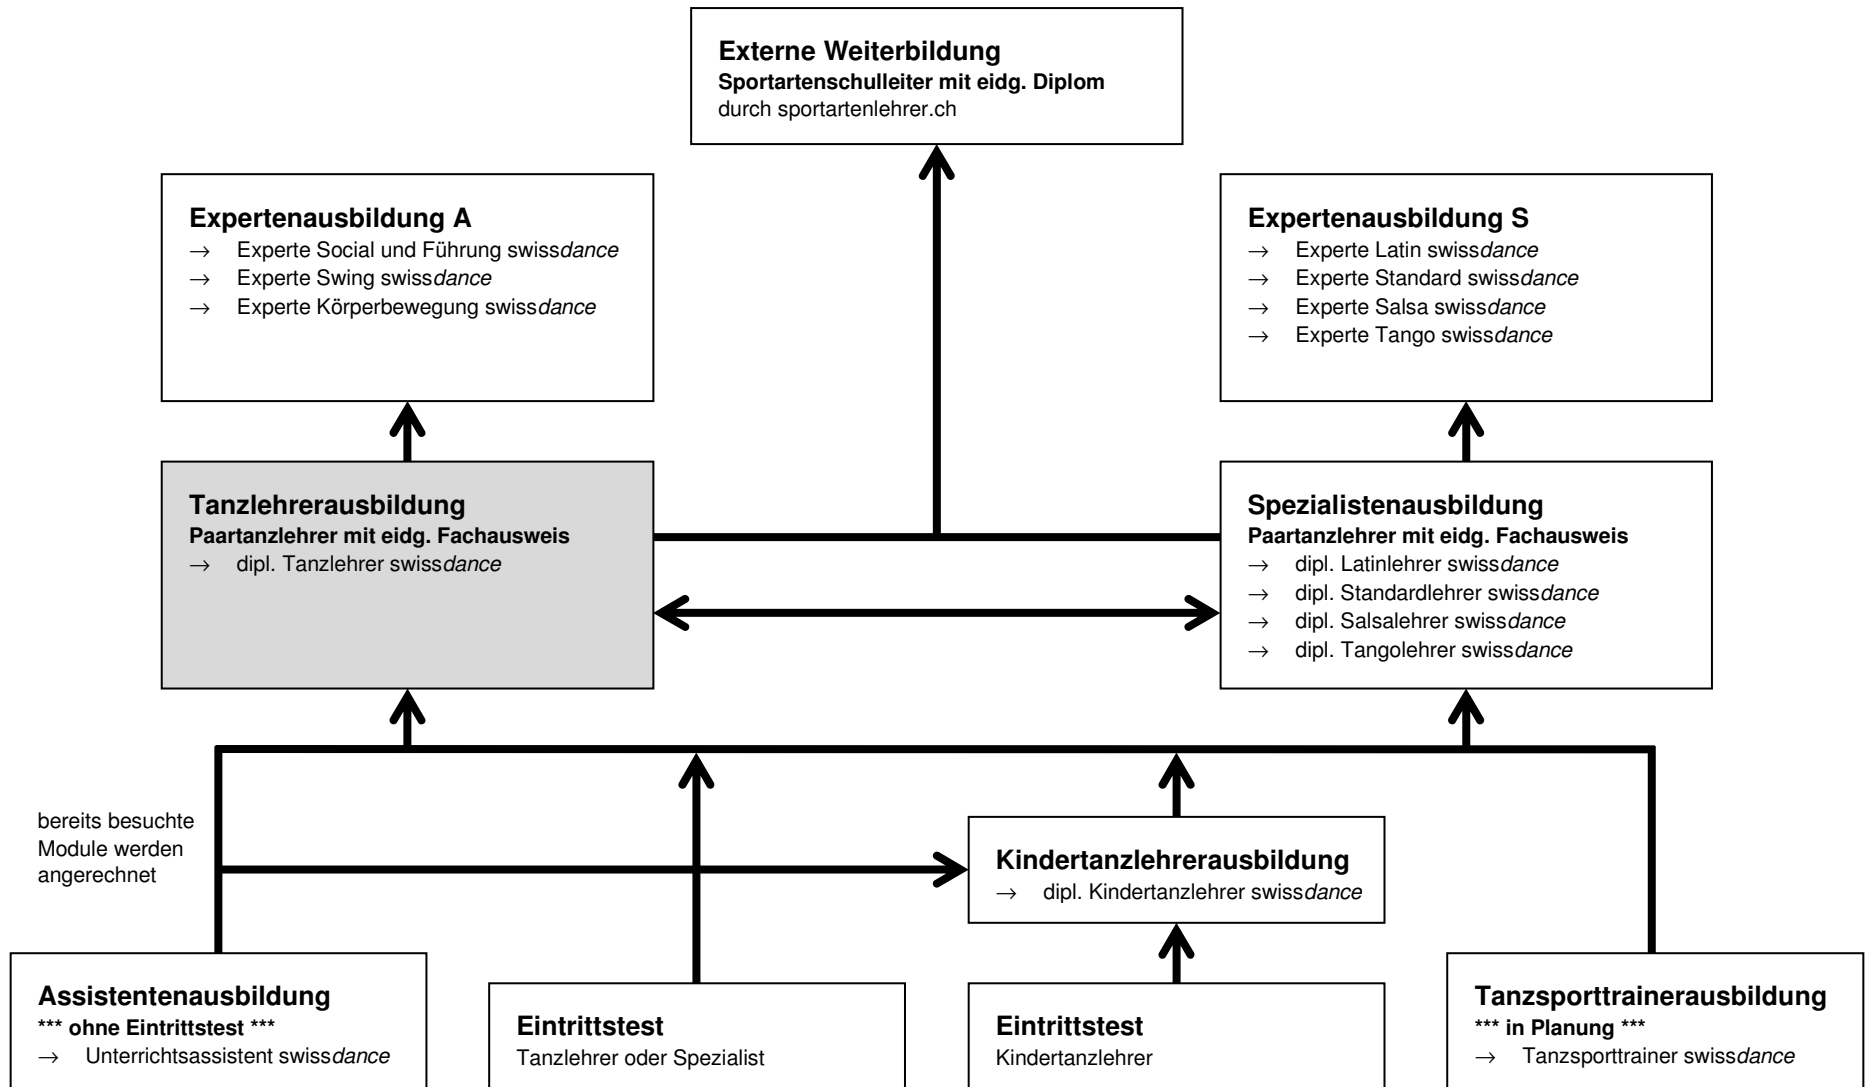 Externe Weiterbildung
Sportartenschulleiter mit eidg. Diplom
durch sportartenlehrer.ch
Expertenausbildung A
→ Experte Social und Führung swissdance
→ Experte Swing swissdance
→ Experte Körperbewegung swissdance
Expertenausbildung S
→ Experte Latin swissdance
→ Experte Standard swissdance
→ Experte Salsa swissdance
→ Experte Tango swissdance
Tanzlehrerausbildung
Paartanzlehrer mit eidg. Fachausweis
→ dipl. Tanzlehrer swissdance
Spezialistenausbildung
Paartanzlehrer mit eidg. Fachausweis
→ dipl. Latinlehrer swissdance
→ dipl. Standardlehrer swissdance
→ dipl. Salsalehrer swissdance
→ dipl. Tangolehrer swissdance
bereits besuchte
Module werden
angerechnet
Kindertanzlehrerausbildung
→ dipl. Kindertanzlehrer swissdance
Assistentenausbildung
*** ohne Eintrittstest ***
→ Unterrichtsassistent swissdance
Eintrittstest
Tanzlehrer oder Spezialist
Eintrittstest
Kindertanzlehrer
Tanzsporttrainerausbildung
*** in Planung ***
→ Tanzsporttrainer swissdance